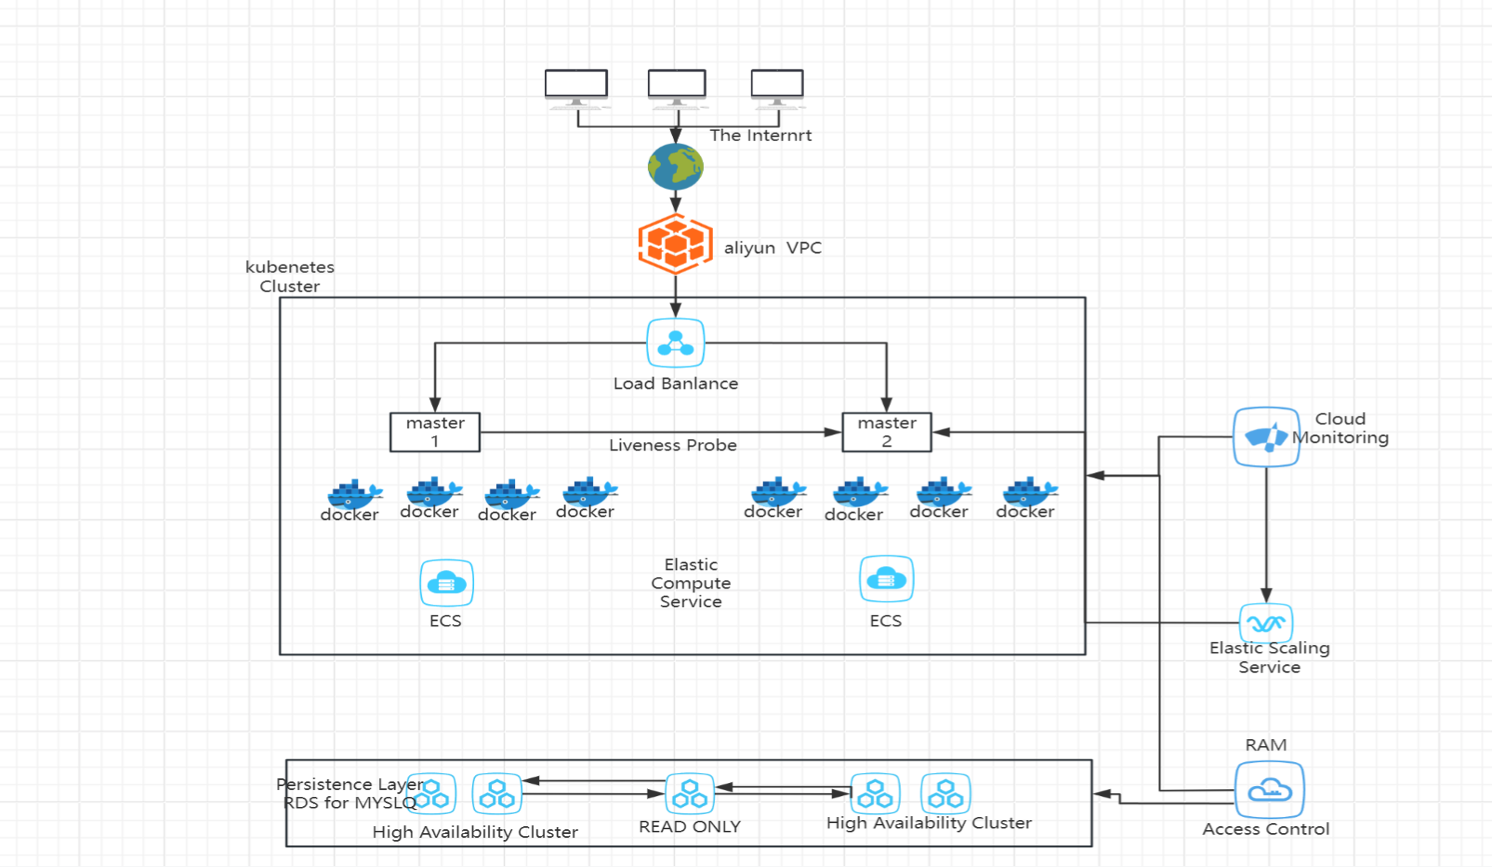 The Internrt
aliyun  VPC
kubenetes
Cluster
Load Banlance
master
1
Liveness Probe
master
2
Cloud
Monitoring
docker
docker
docker
docker
docker
docker
docker
docker
Elastic
Compute
Service
ECS
ECS
Elastic Scaling
Service
RAM
Access Control
Persistence Layer
RDS for MYSLQ
High Availability Cluster
READ ONLY
High Availability Cluster